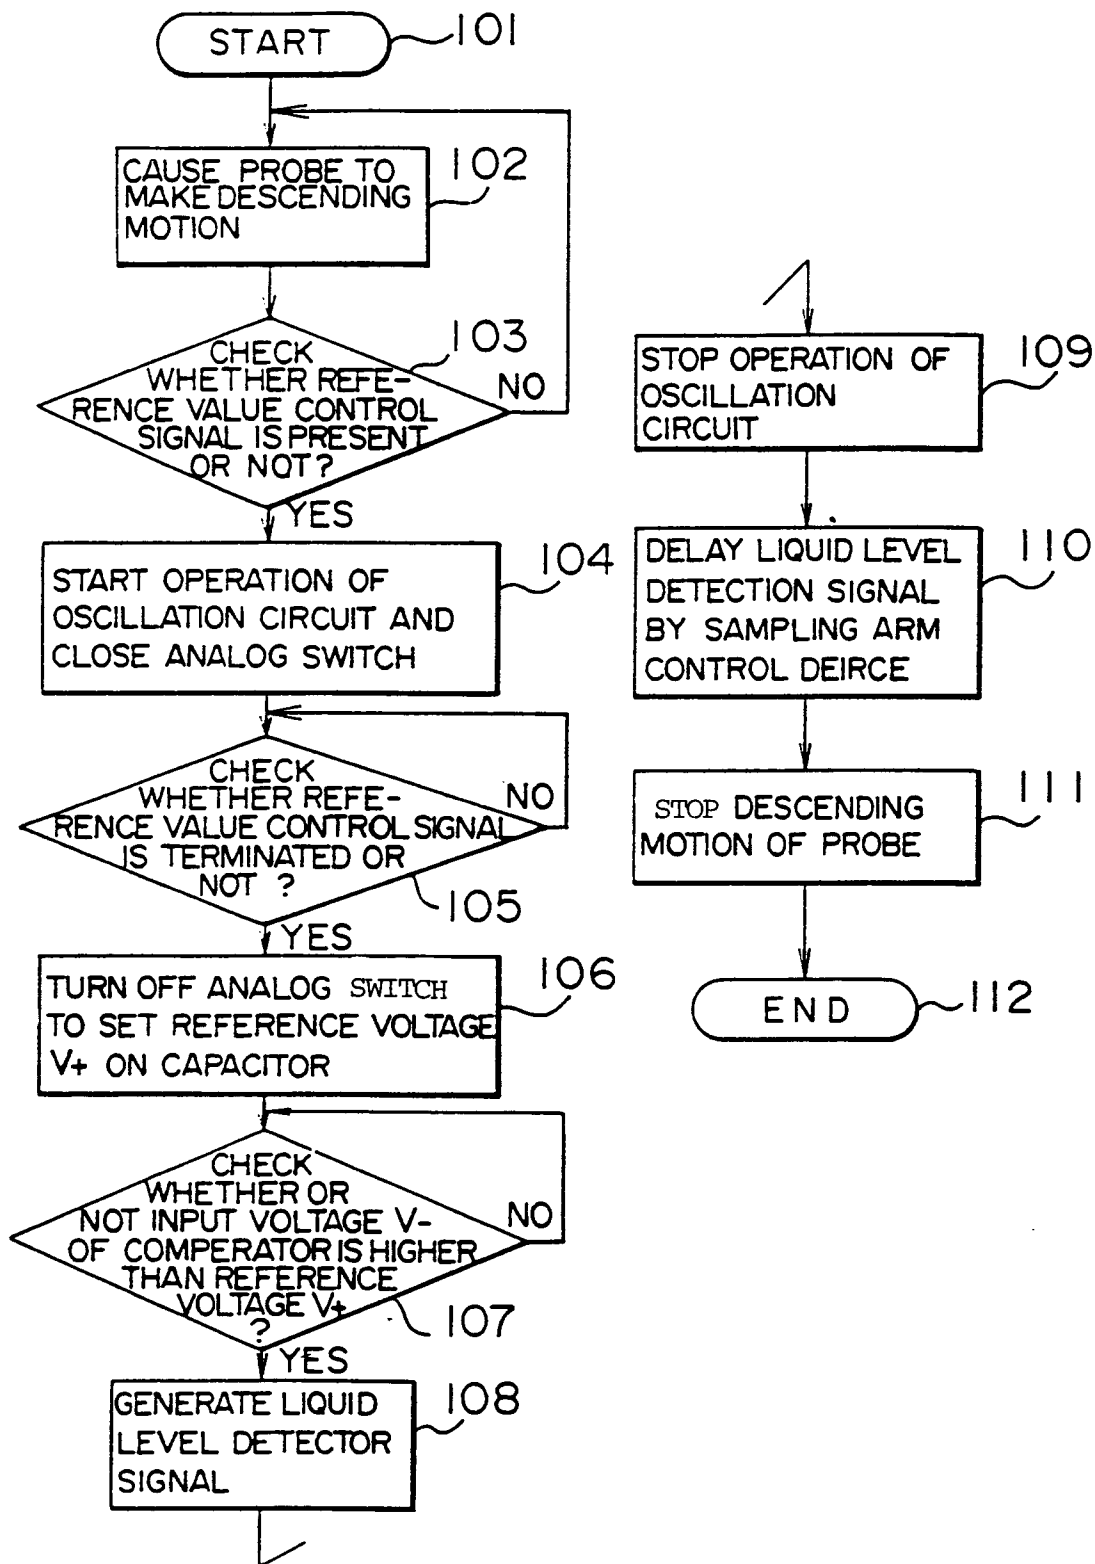 START
101
CAUSE PROBE TO
MAKE DESCENDING
MOTION
102
CHECK
WHETHER REFE-
RENCE VALUE CONTROL
SIGNAL IS PRESENT
OR NOT?
103
NO
YES
START OPERATION OF
OSCILLATION CIRCUIT AND
CLOSE ANALOG SWITCH
104
CHECK
WHETHER REFE-
RENCE VALUE CONTROL SIGNAL
IS TERMINATED OR
NOT ?
NO
105
YES
TURN OFF ANALOG SWITCH
TO SET REFERENCE VOLTAGE
V+ ON CAPACITOR
106
CHECK
WHETHER OR
NOT INPUT VOLTAGE V-
OF COMPERATOR IS HIGHER
THAN REFERENCE
VOLTAGE V+
?
NO
107
YES
GENERATE LIQUID
LEVEL DETECTOR
SIGNAL
108
STOP OPERATION OF
OSCILLATION
CIRCUIT
109
DELAY LIQUID LEVEL
DETECTION SIGNAL
BY SAMPLING ARM
CONTROL DEIRCE
110
STOP DESCENDING
MOTION OF PROBE
111
END
112